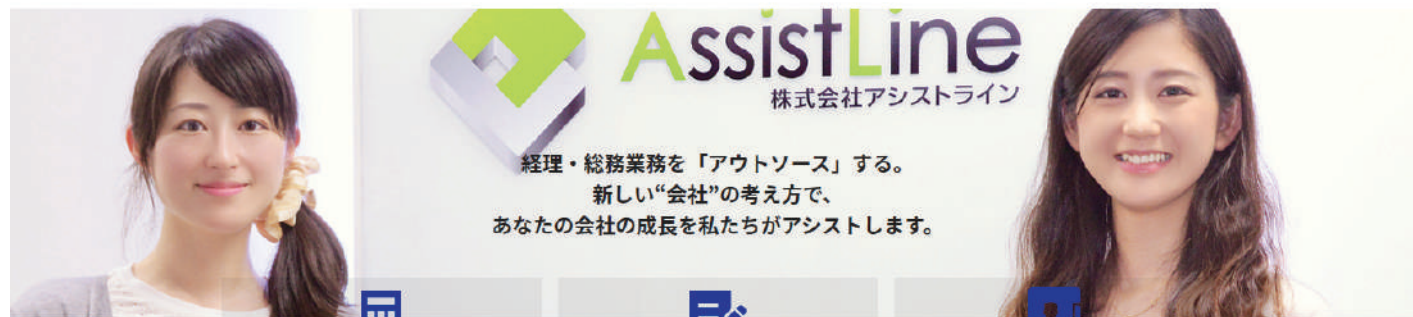 AssistLine
株式会社アシストライン
経理・総務業務を「アウトソース」する。
新しい“会社”の考え方で、
あなたの会社の成長を私たちがアシストします。